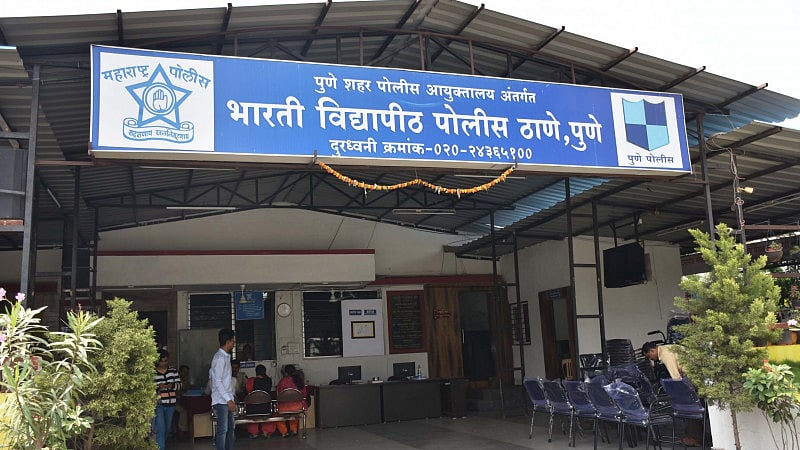 महाराष्ट्र पोलीस
सद्रक्षणाय खलनिग्रहणाय
पुणे शहर पोलीस आयुक्तालय अंतर्गत
भारती विद्यापीठ पोलीस ठाणे, पुणे
दुरध्वनी क्रमांक-०२०-२४३६५१००
पुणे पोलीस